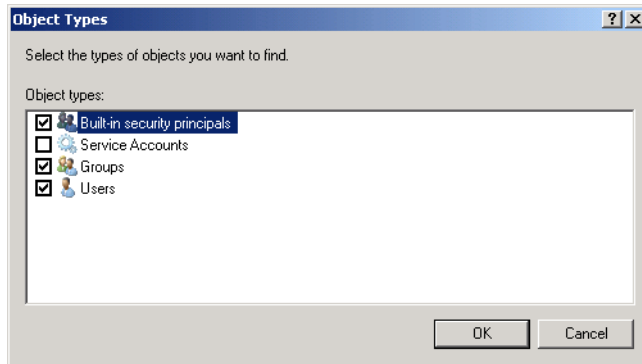 Object Types
Select the types of objects you want to find.
Object types:
Built-in security principals
Service Accounts
Groups
Users
OK Cancel